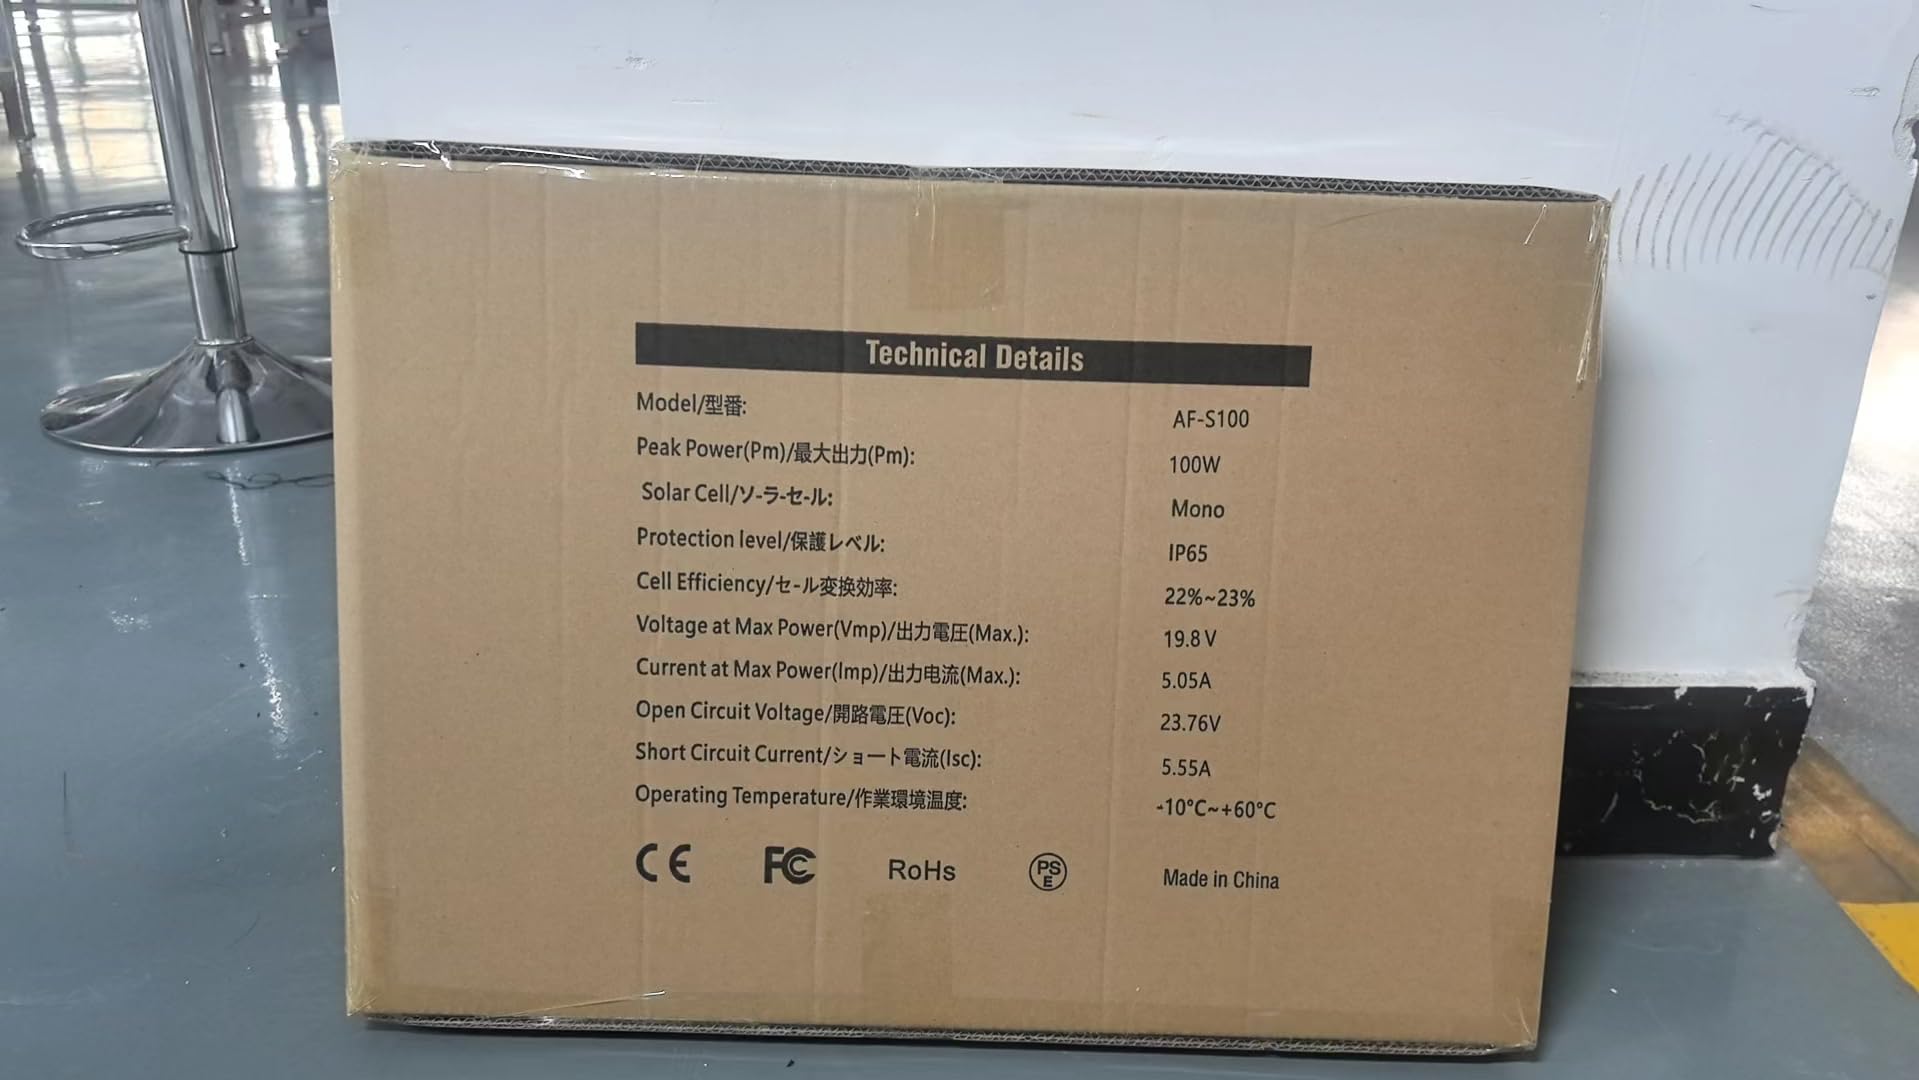 Technical Details
Model/型番: AF-S100
Peak Power(Pm)/最大出力(Pm): 100W
Solar Cell/ソ-ラ-セ-ル: Mono
Protection level/保護レベル: IP65
Cell Efficiency/セ-ル変換効率: 22%~23%
Voltage at Max Power(Vmp)/出力電圧(Max.): 19.8V
Current at Max Power(Imp)/出力电流(Max.): 5.05A
Open Circuit Voltage/開路電圧(Voc): 23.76V
Short Circuit Current/ショート電流(Isc): 5.55A
Operating Temperature/作業環境温度: -10°C~+60°C
CE FC RoHs PSE Made in China